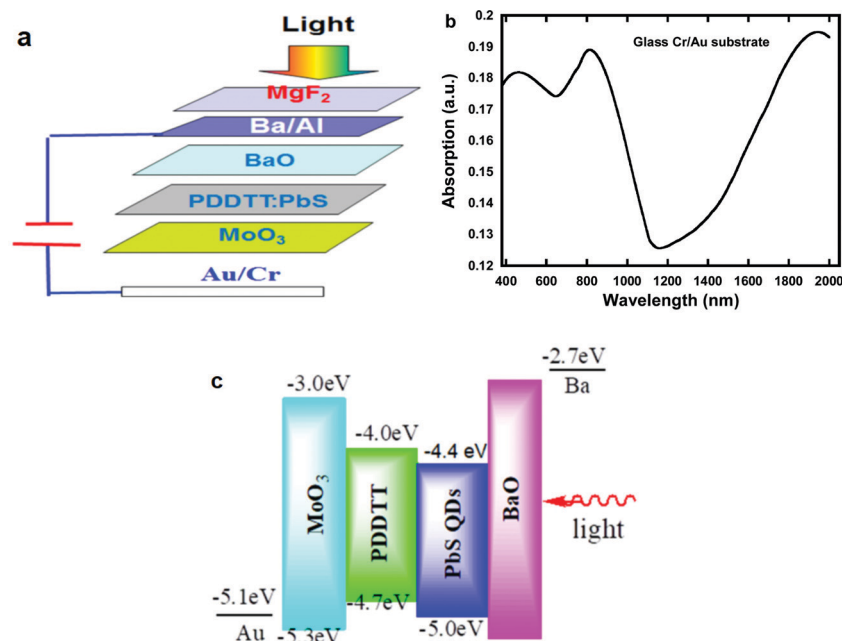 a
Light
MgF₂
Ba/Al
BaO
PDDTT:PbS
MoO₃
Au/Cr
b
0.2
0.19
0.18
0.17
0.16
0.15
0.14
0.13
0.12
Absorption (a.u.)
Glass Cr/Au substrate
400 600 800 1000 1200 1400 1600 1800 2000
Wavelength (nm)
c
-2.7eV
Ba
-3.0eV
-4.0eV
-4.4 eV
MoO₃
PDDTT
PbS QDs
BaO
light
-5.1eV
Au
-5.3eV
-4.7eV
-5.0eV